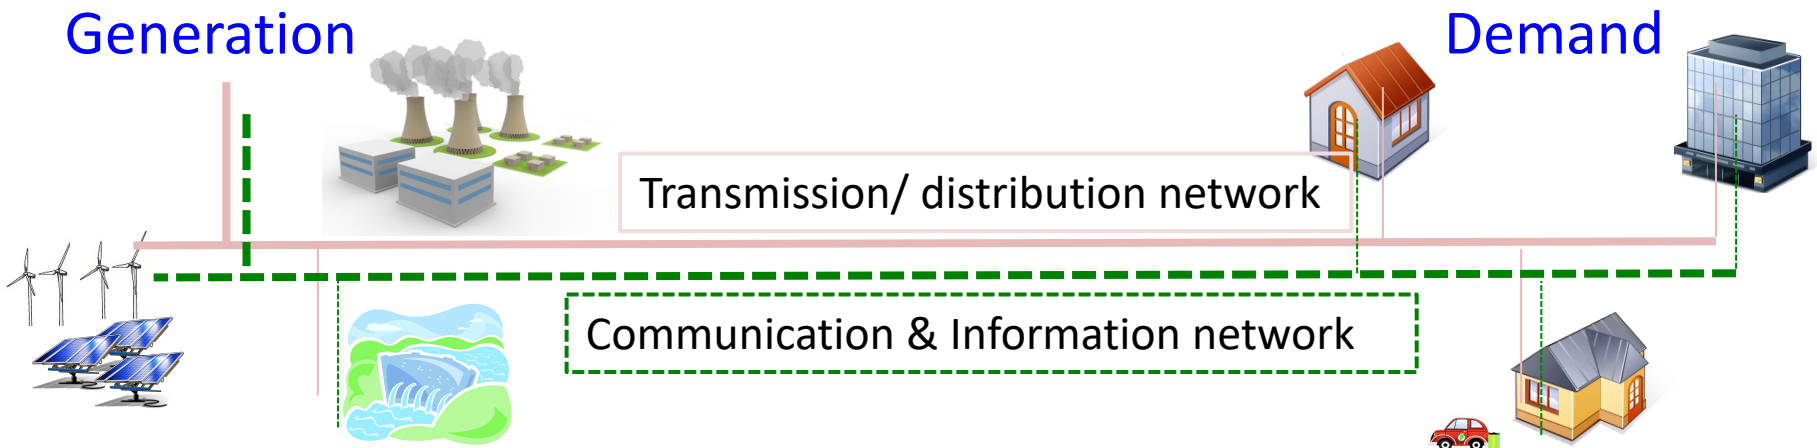 Generation
Demand
Transmission/ distribution network
Communication & Information network